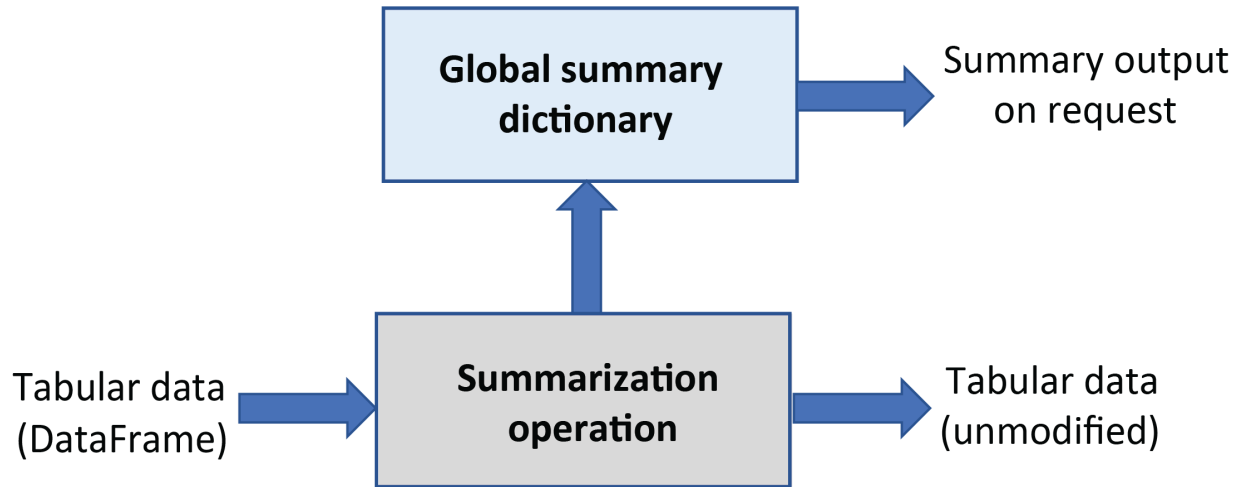 Global summary
dictionary
Summary output
on request
Tabular data
(DataFrame)
Summarization
operation
Tabular data
(unmodified)